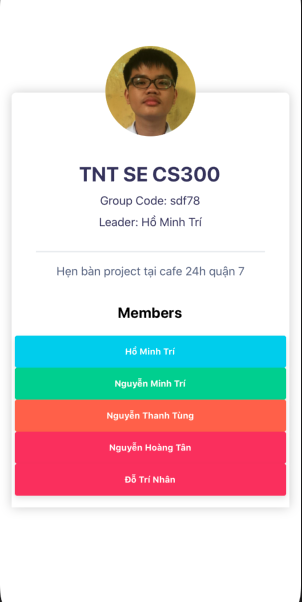 TNT SE CS300
Group Code: sdf78
Leader: Hồ Minh Trí
Hẹn bàn project tại cafe 24h quận 7
Members
Hồ Minh Trí
Nguyễn Minh Trí
Nguyễn Thanh Tùng
Nguyễn Hoàng Tân
Đỗ Trí Nhân